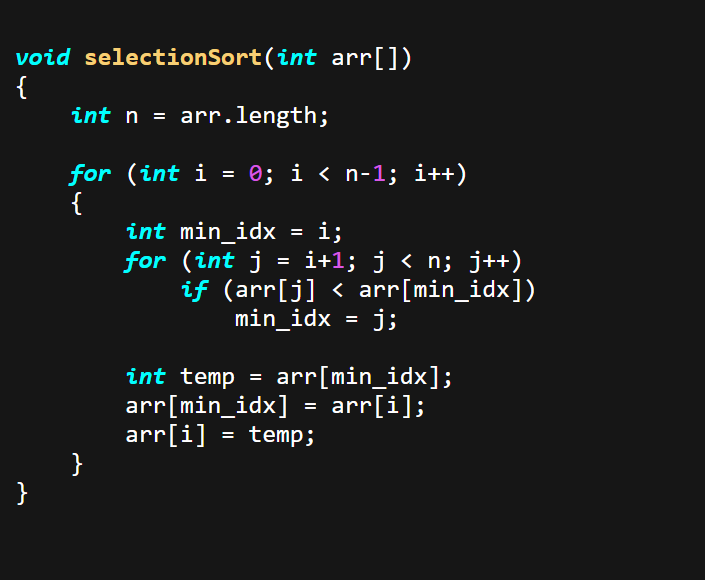 void selectionSort(int arr[])
{
    int n = arr.length;

    for (int i = 0; i < n-1; i++)
    {
        int min_idx = i;
        for (int j = i+1; j < n; j++)
            if (arr[j] < arr[min_idx])
                min_idx = j;

        int temp = arr[min_idx];
        arr[min_idx] = arr[i];
        arr[i] = temp;
    }
}